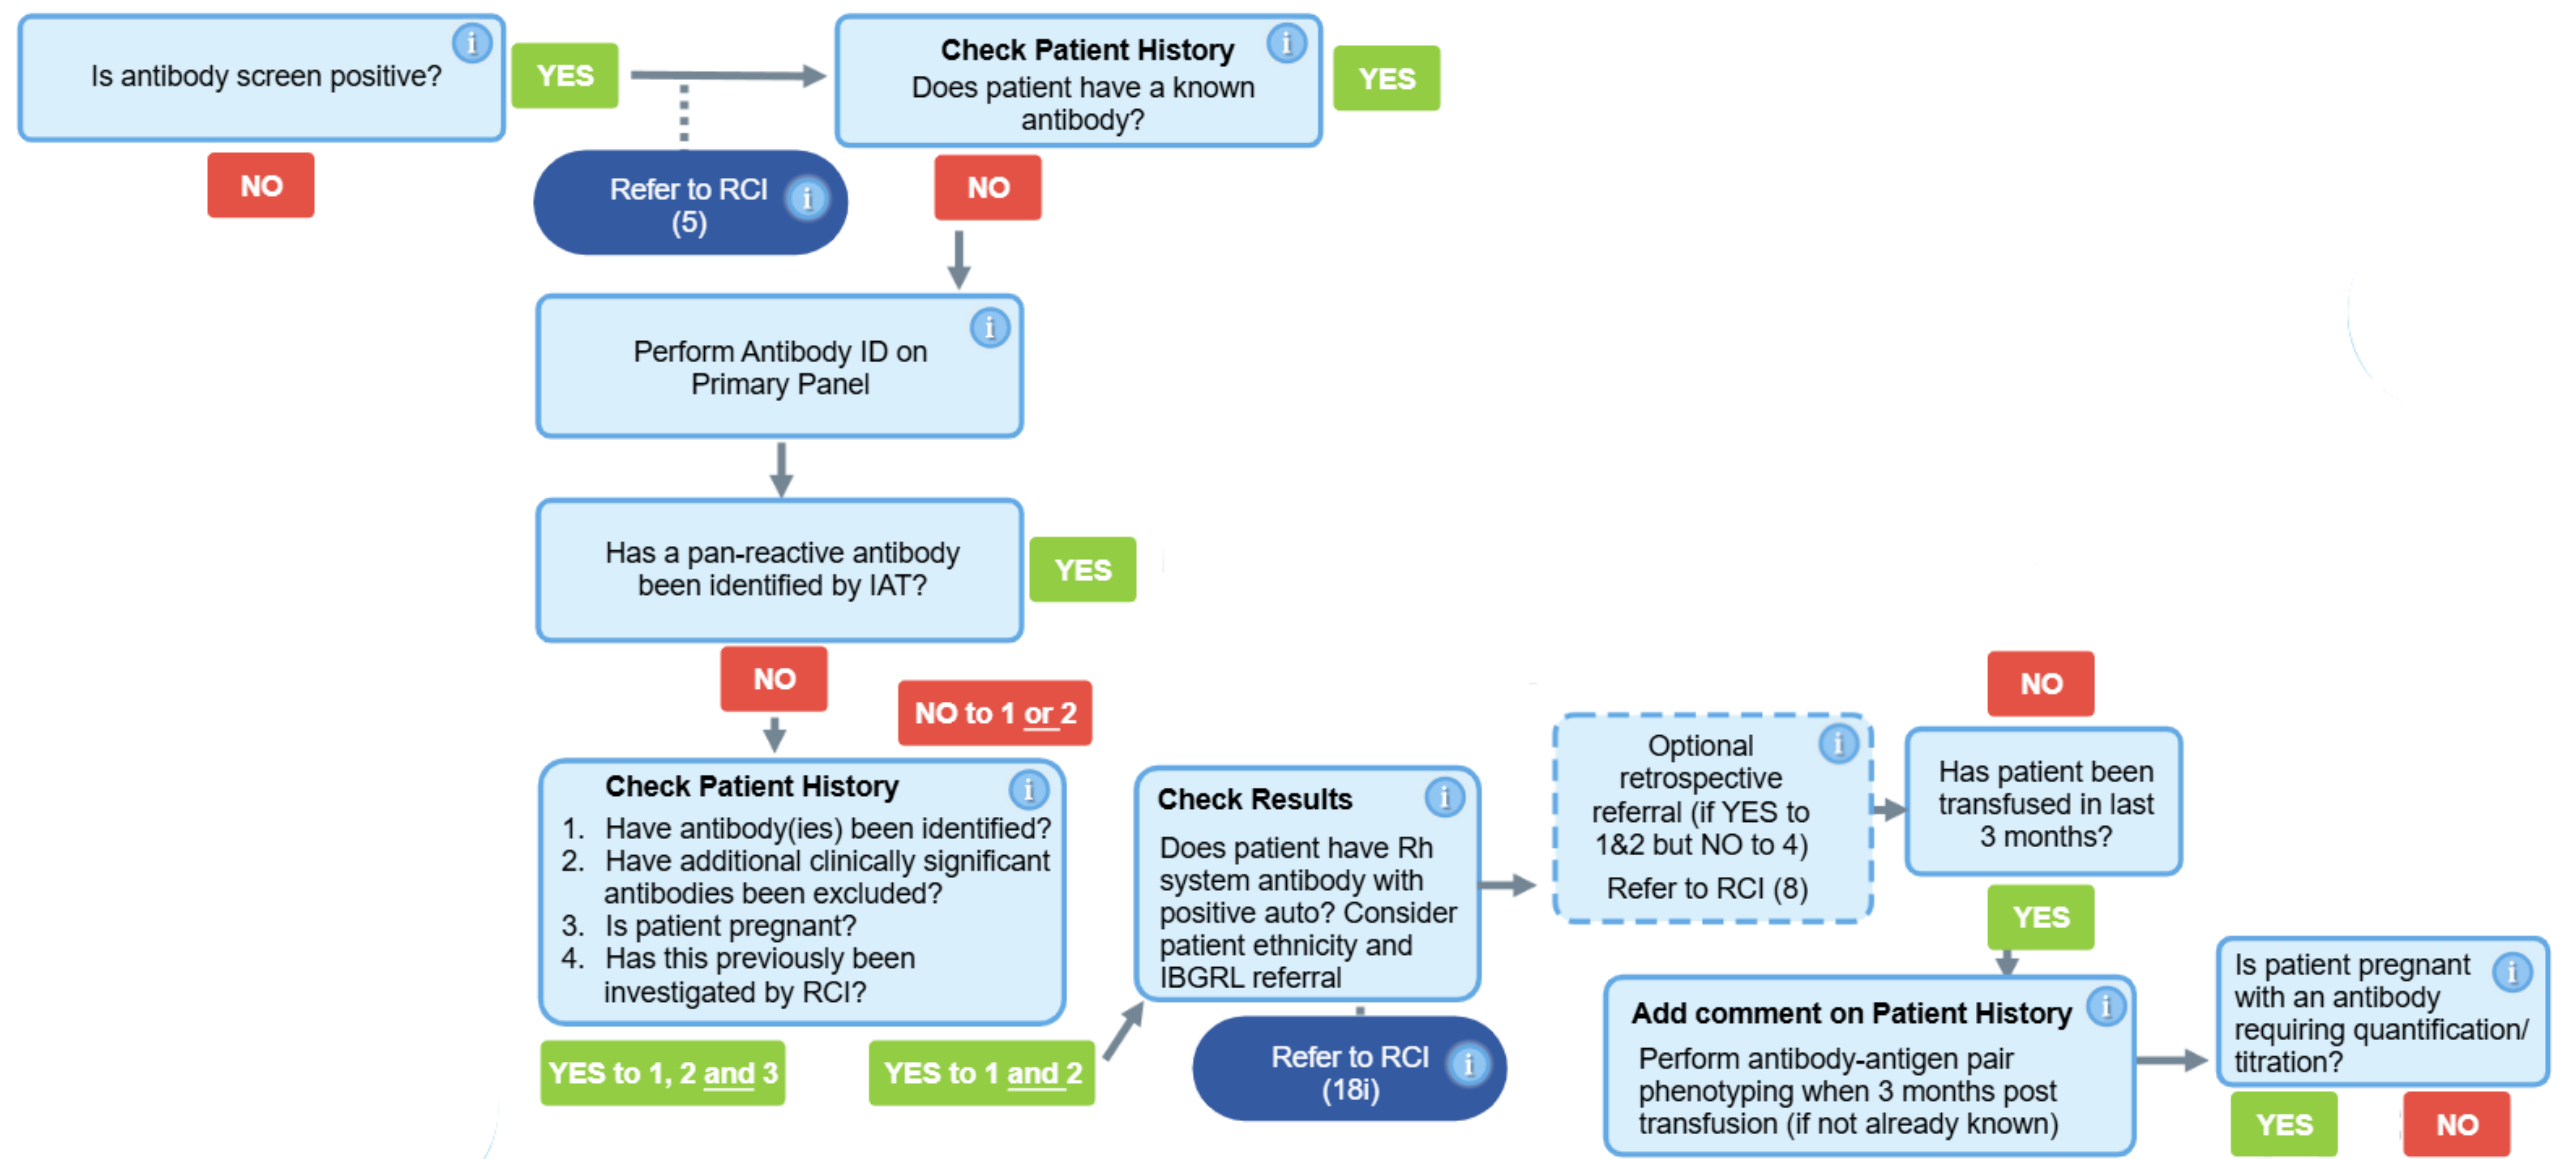 Is antibody screen positive?
YES
NO
Refer to RCI
(5)
Check Patient History
Does patient have a known
antibody?
YES
NO
Perform Antibody ID on
Primary Panel
Has a pan-reactive antibody
been identified by IAT?
YES
NO
NO to 1 or 2
Check Patient History
1. Have antibody(ies) been identified?
2. Have additional clinically significant
antibodies been excluded?
3. Is patient pregnant?
4. Has this previously been
investigated by RCI?
YES to 1, 2 and 3
YES to 1 and 2
Check Results
Does patient have Rh
system antibody with
positive auto? Consider
patient ethnicity and
IBGRL referral
Refer to RCI
(18i)
Optional
retrospective
referral (if YES to
1&2 but NO to 4)
Refer to RCI (8)
NO
Has patient been
transfused in last
3 months?
YES
Add comment on Patient History
Perform antibody-antigen pair
phenotyping when 3 months post
transfusion (if not already known)
Is patient pregnant
with an antibody
requiring quantification/
titration?
YES
NO